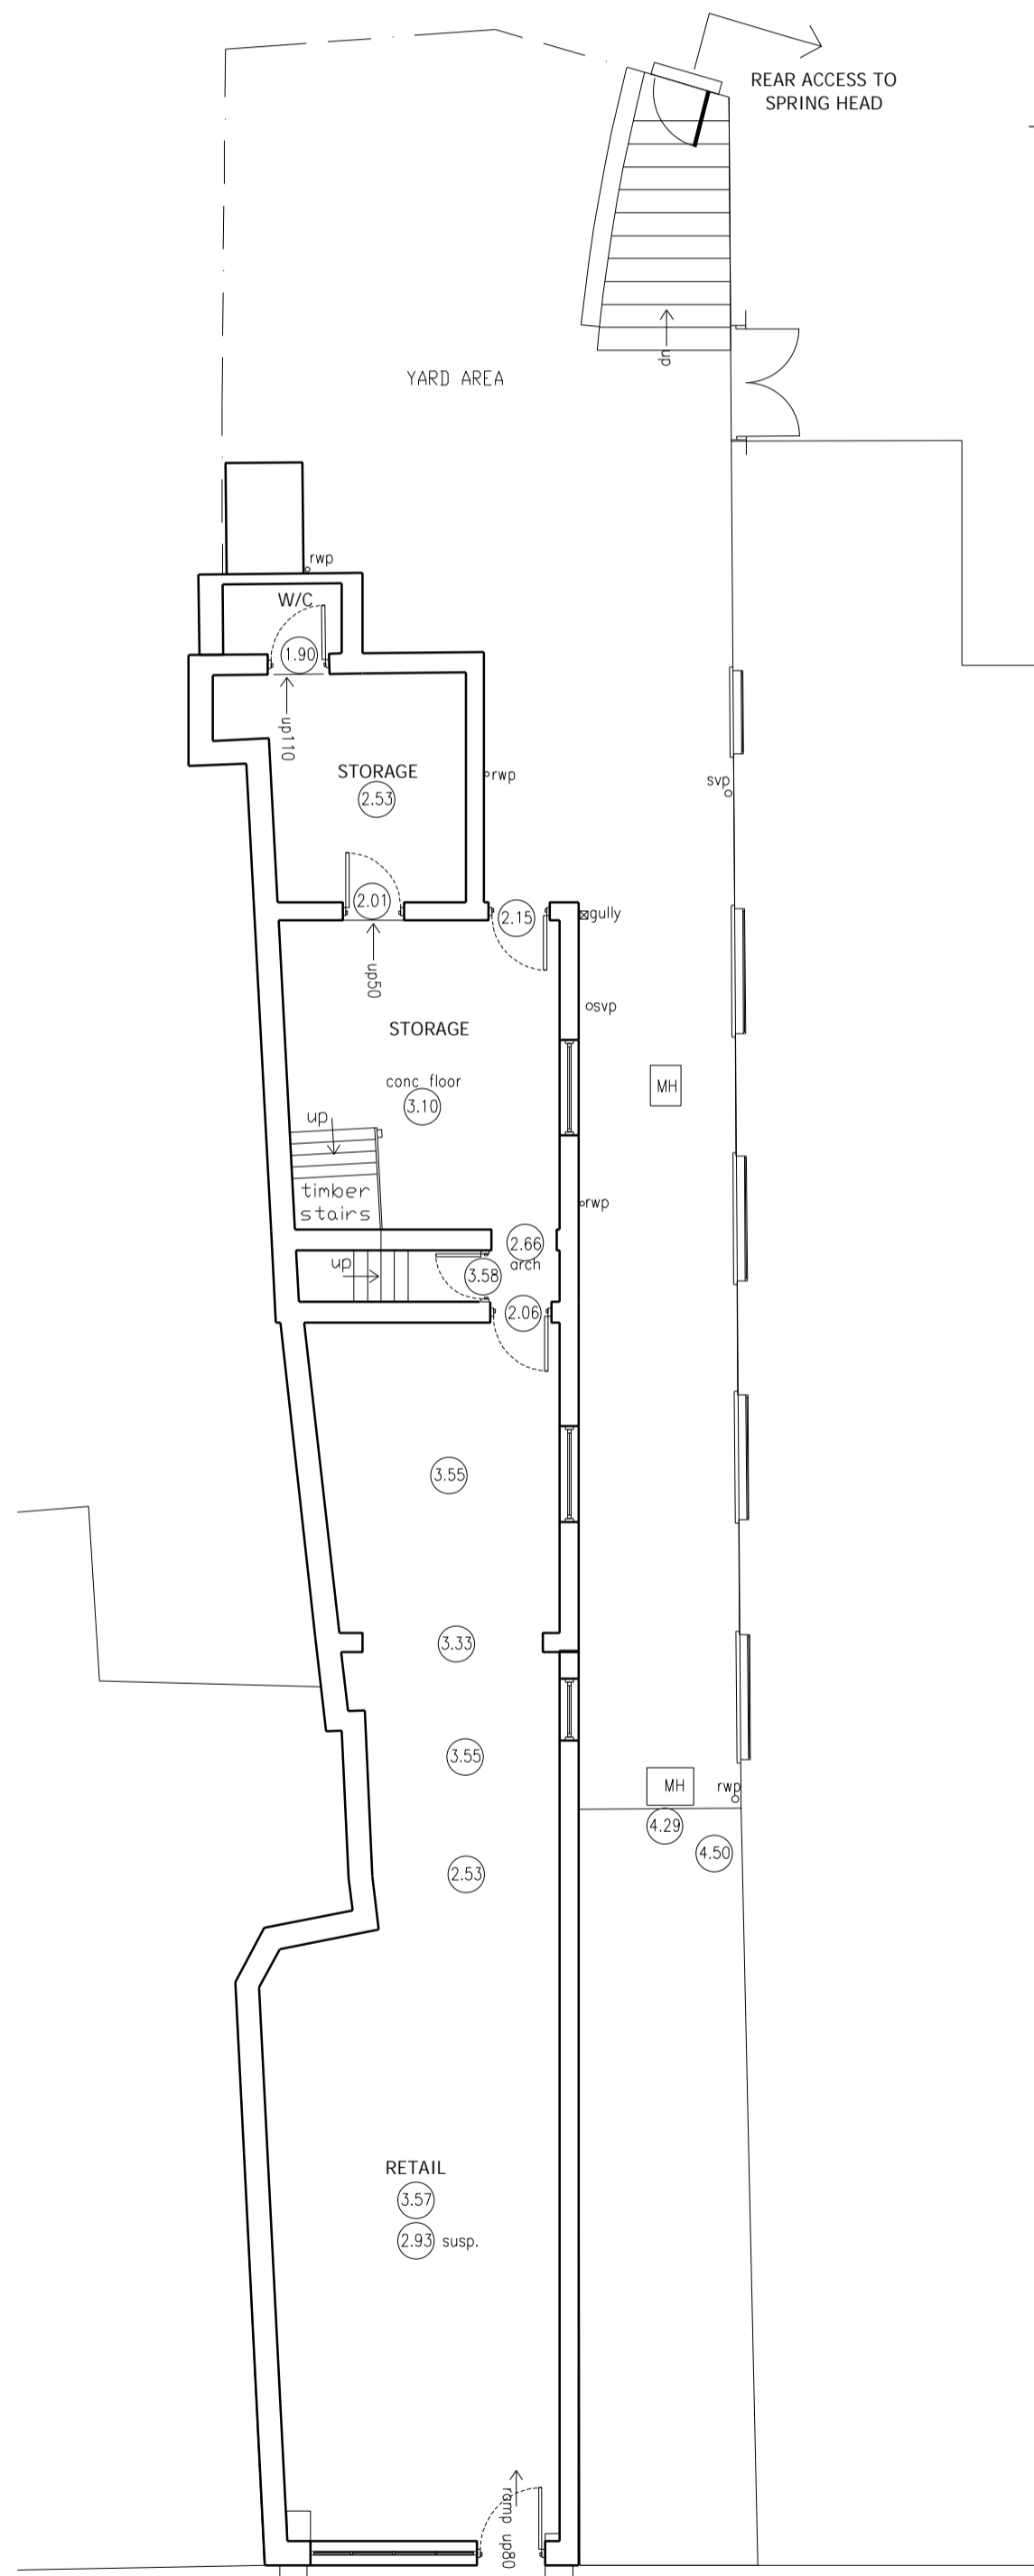 REAR ACCESS TO
SPRING HEAD
up
YARD AREA
rwp
W/C
1.90
up110
STORAGE
2.53
rwp
svp
2.01
2.15
gully
up50
svp
STORAGE
conc floor
3.10
MH
up
timber
stairs
rwp
2.66
arch
up
3.58
2.06
3.55
3.33
3.55
MH
rwp
4.29
4.50
2.53
RETAIL
3.57
2.93 susp.
ramp up80